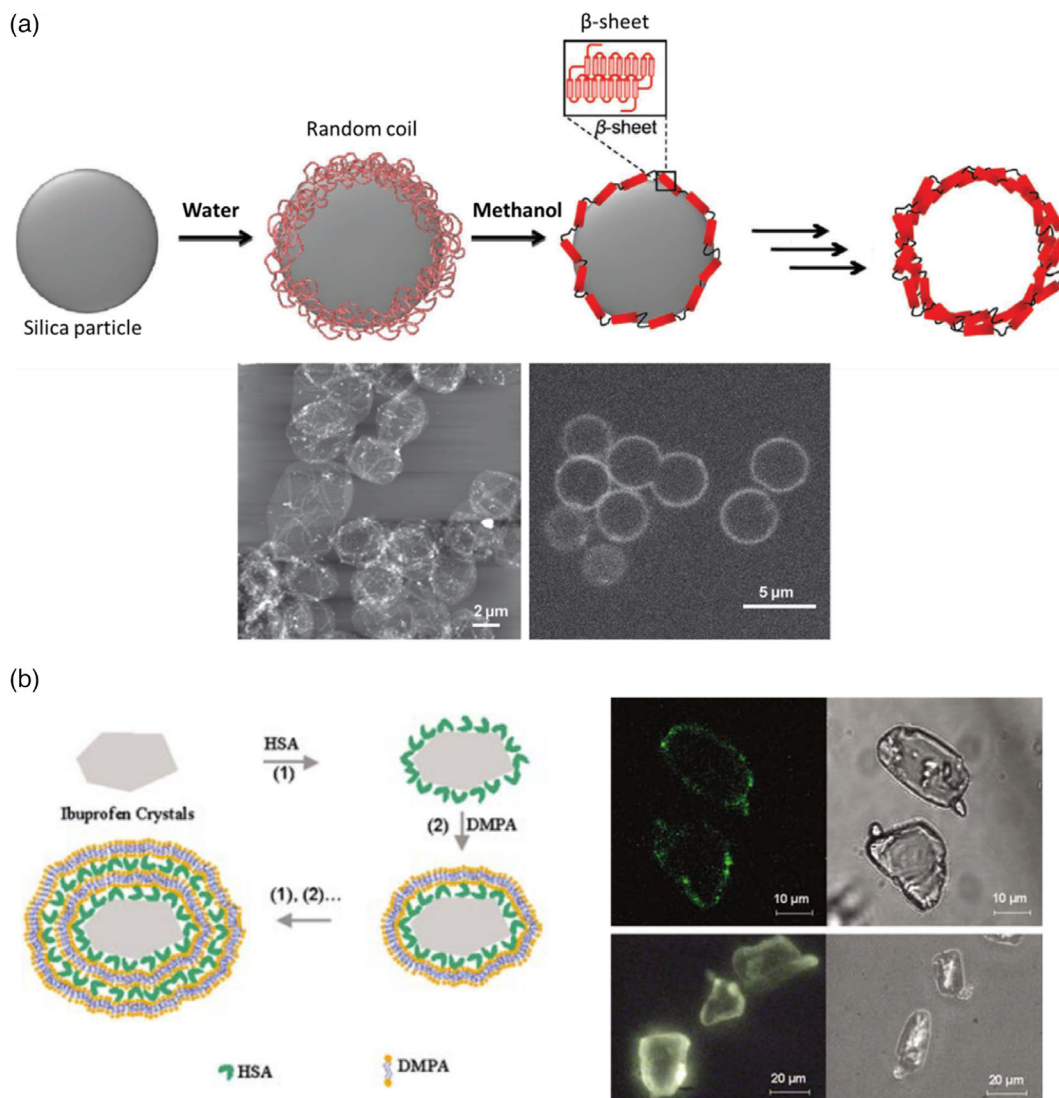 (a)
β-sheet
β-sheet
Random coil
Water
Methanol
Silica particle
2 µm
5 µm
(b)
HSA
(1)
Ibuprofen Crystals
(2)
DMPA
(1), (2)...
HSA
DMPA
10 µm
10 µm
20 µm
20 µm